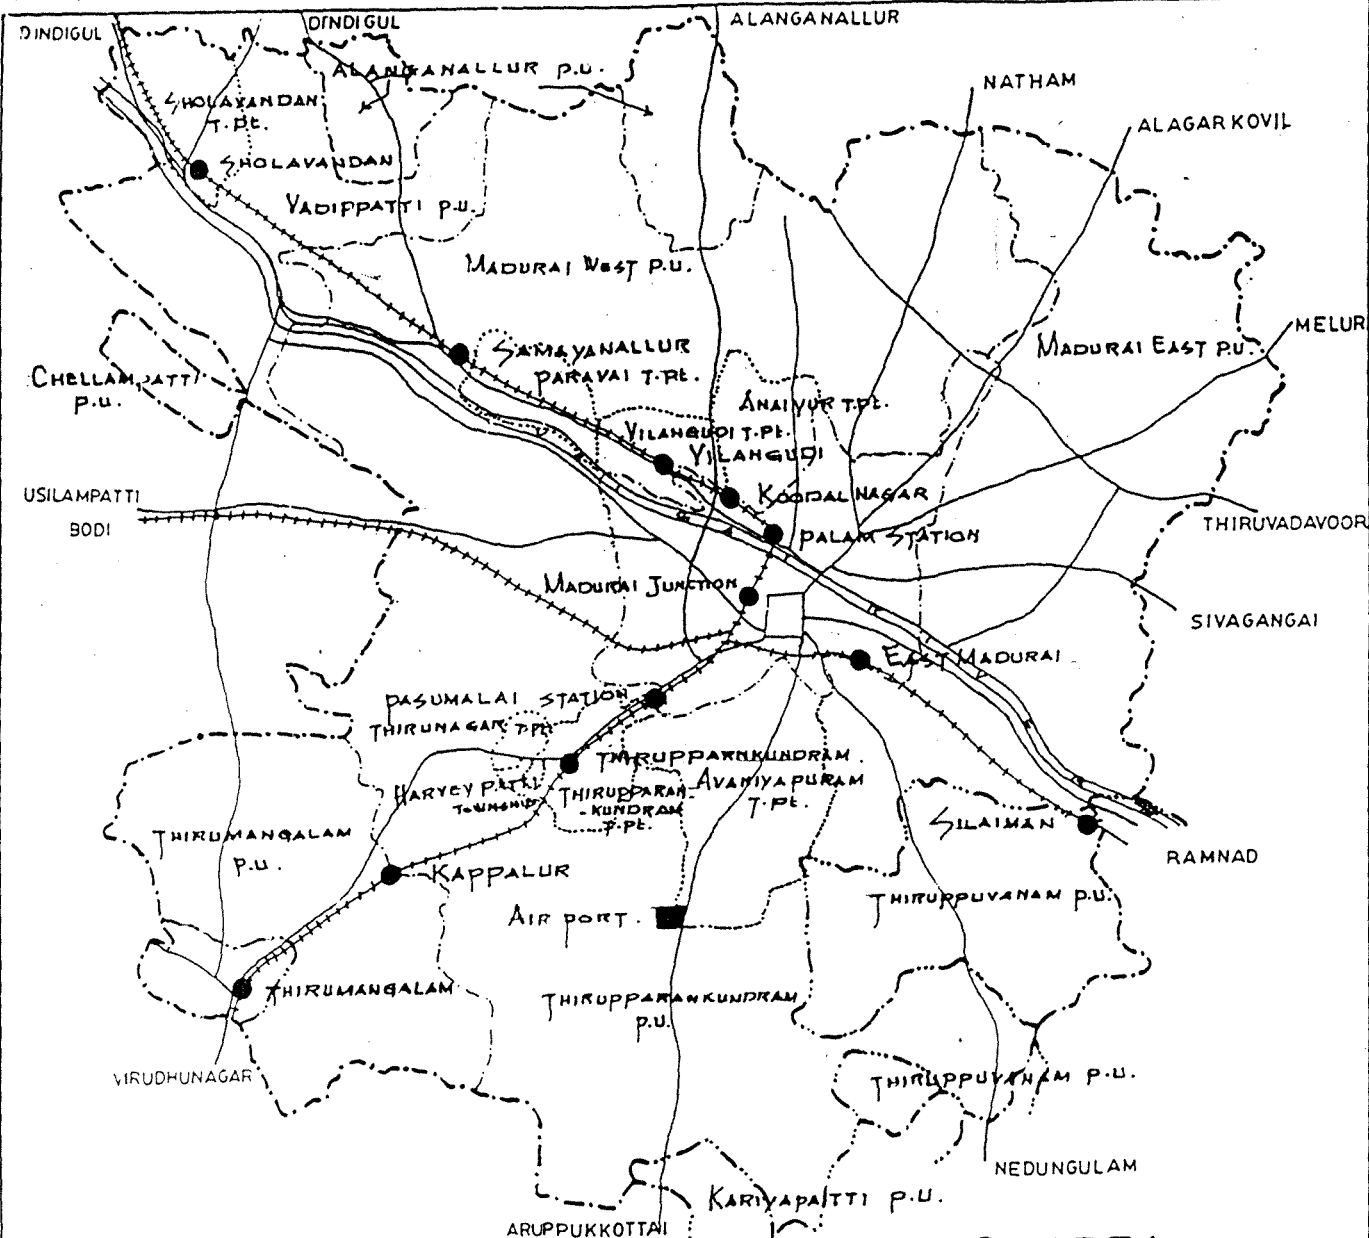 DINDIGUL
DINDIGUL
ALANGANALLUR
ALANGANALLUR P.U.
NATHAM
SHOLAVANDAN
T.Pt.
ALAGARKOVIL
SHOLAVANDAN
VADIPPATTI P.U.
MADURAI WEST P.U.
MELUR
SAMAYANALLUR
PARAVAI T.Pt.
MADURAI EAST P.U.
CHELLAMPATTI
P.U.
ANAIYUR T.Pt.
VILANGUDI T.Pt.
VILANGUDI
USILAMPATTI
KOODAL NAGAR
BODI
THIRUVADAVOOR
PALAM STATION
MADURAI JUNCTION
SIVAGANGAI
EAST MADURAI
PASUMALAI STATION
THIRUNAGAR T.Pt.
THIRUPPARNKUNDRAM
HARVEY PATTI
TOWNSHIP
THIRUPPARAN-
-KUNDRAM
P.Pt.
AVANIYAPURAM
T.Pt.
THIRUMANGALAM
P.U.
SILAIMAN
RAMNAD
KAPPALUR
THIRUPPUVANAM P.U.
AIR PORT.
THIRUMANGALAM
THIRUPPARANKUNDRAM
P.U.
VIRUDHUNAGAR
THIRUPPUVANAM P.U.
NEDUNGULAM
KARIYAPAITTI P.U.
ARUPPUKKOTTAI